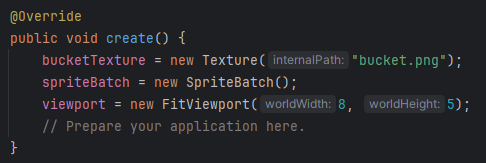 @Override
public void create() {
    bucketTexture = new Texture( internalPath: "bucket.png");
    spriteBatch = new SpriteBatch();
    viewport = new FitViewport( worldWidth: 8, worldHeight: 5);
    // Prepare your application here.
}